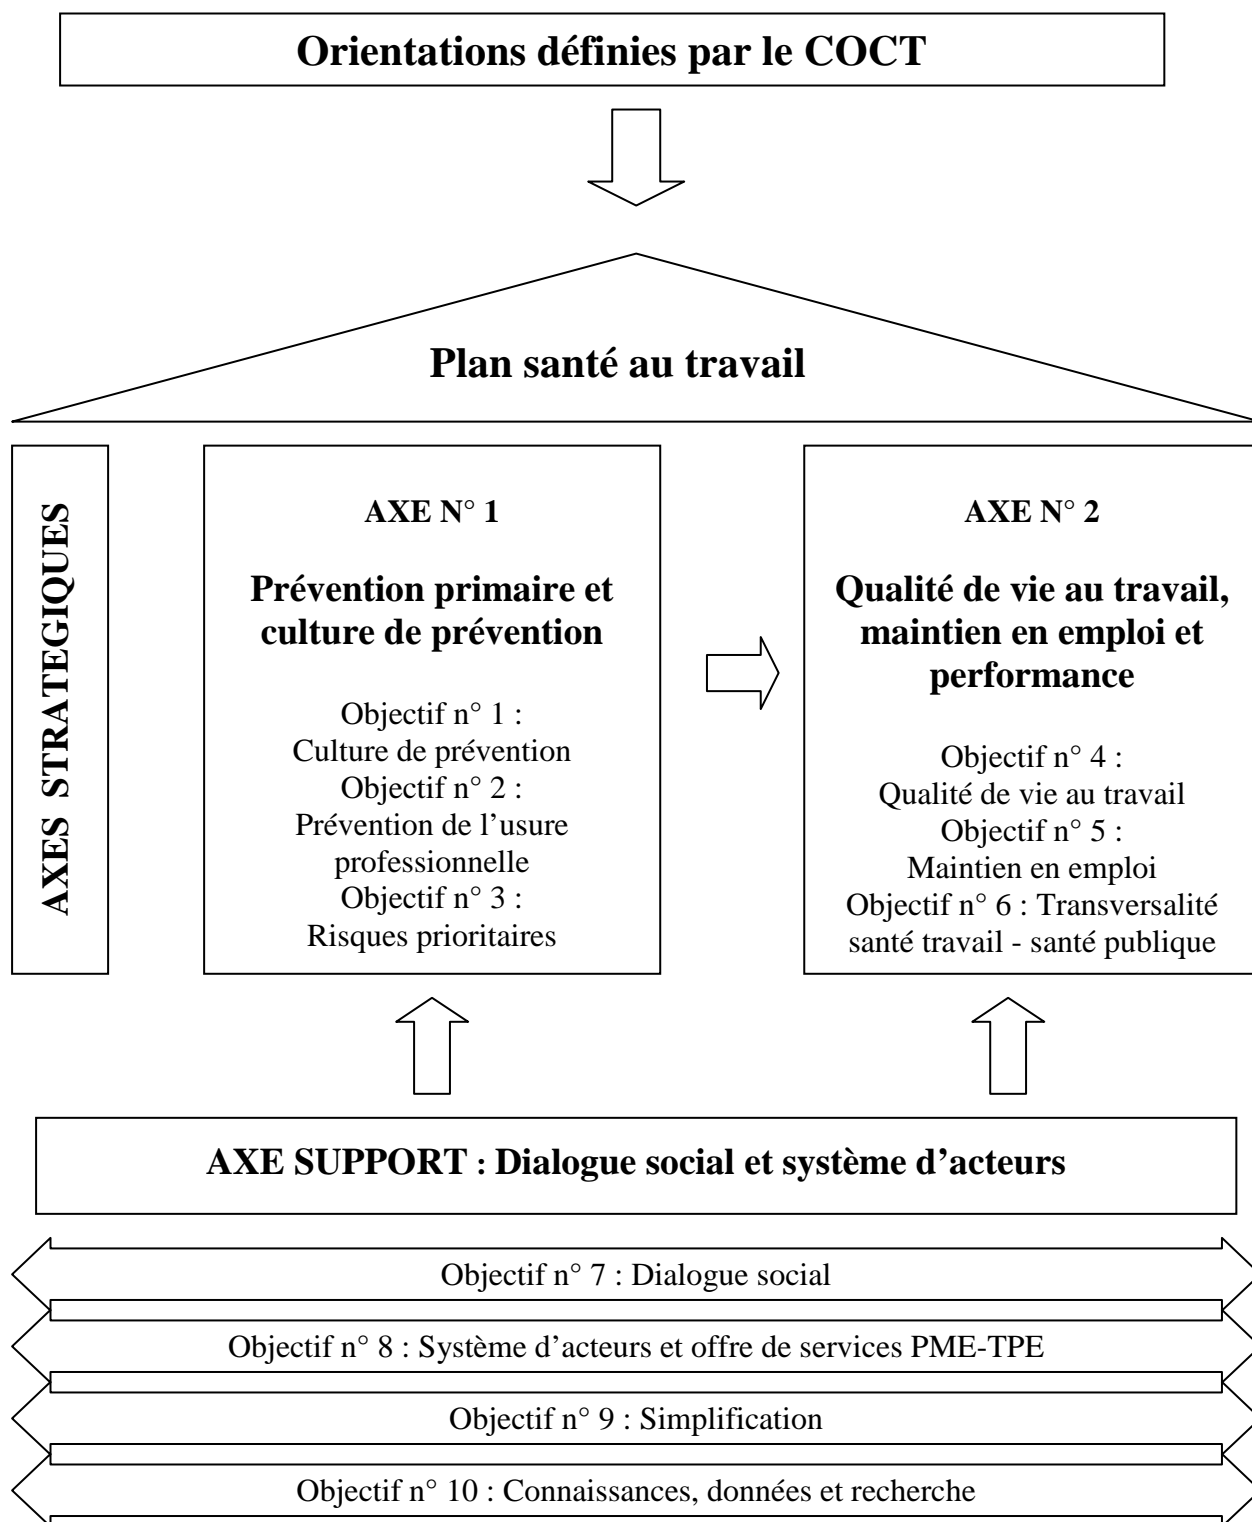 Orientations définies par le COCT
Plan santé au travail
AXES STRATEGIQUES
AXE N° 1
Prévention primaire et
culture de prévention
Objectif n° 1 :
Culture de prévention
Objectif n° 2 :
Prévention de l’usure
professionnelle
Objectif n° 3 :
Risques prioritaires
AXE N° 2
Qualité de vie au travail,
maintien en emploi et
performance
Objectif n° 4 :
Qualité de vie au travail
Objectif n° 5 :
Maintien en emploi
Objectif n° 6 : Transversalité
santé travail - santé publique
AXE SUPPORT : Dialogue social et système d’acteurs
Objectif n° 7 : Dialogue social
Objectif n° 8 : Système d’acteurs et offre de services PME-TPE
Objectif n° 9 : Simplification
Objectif n° 10 : Connaissances, données et recherche